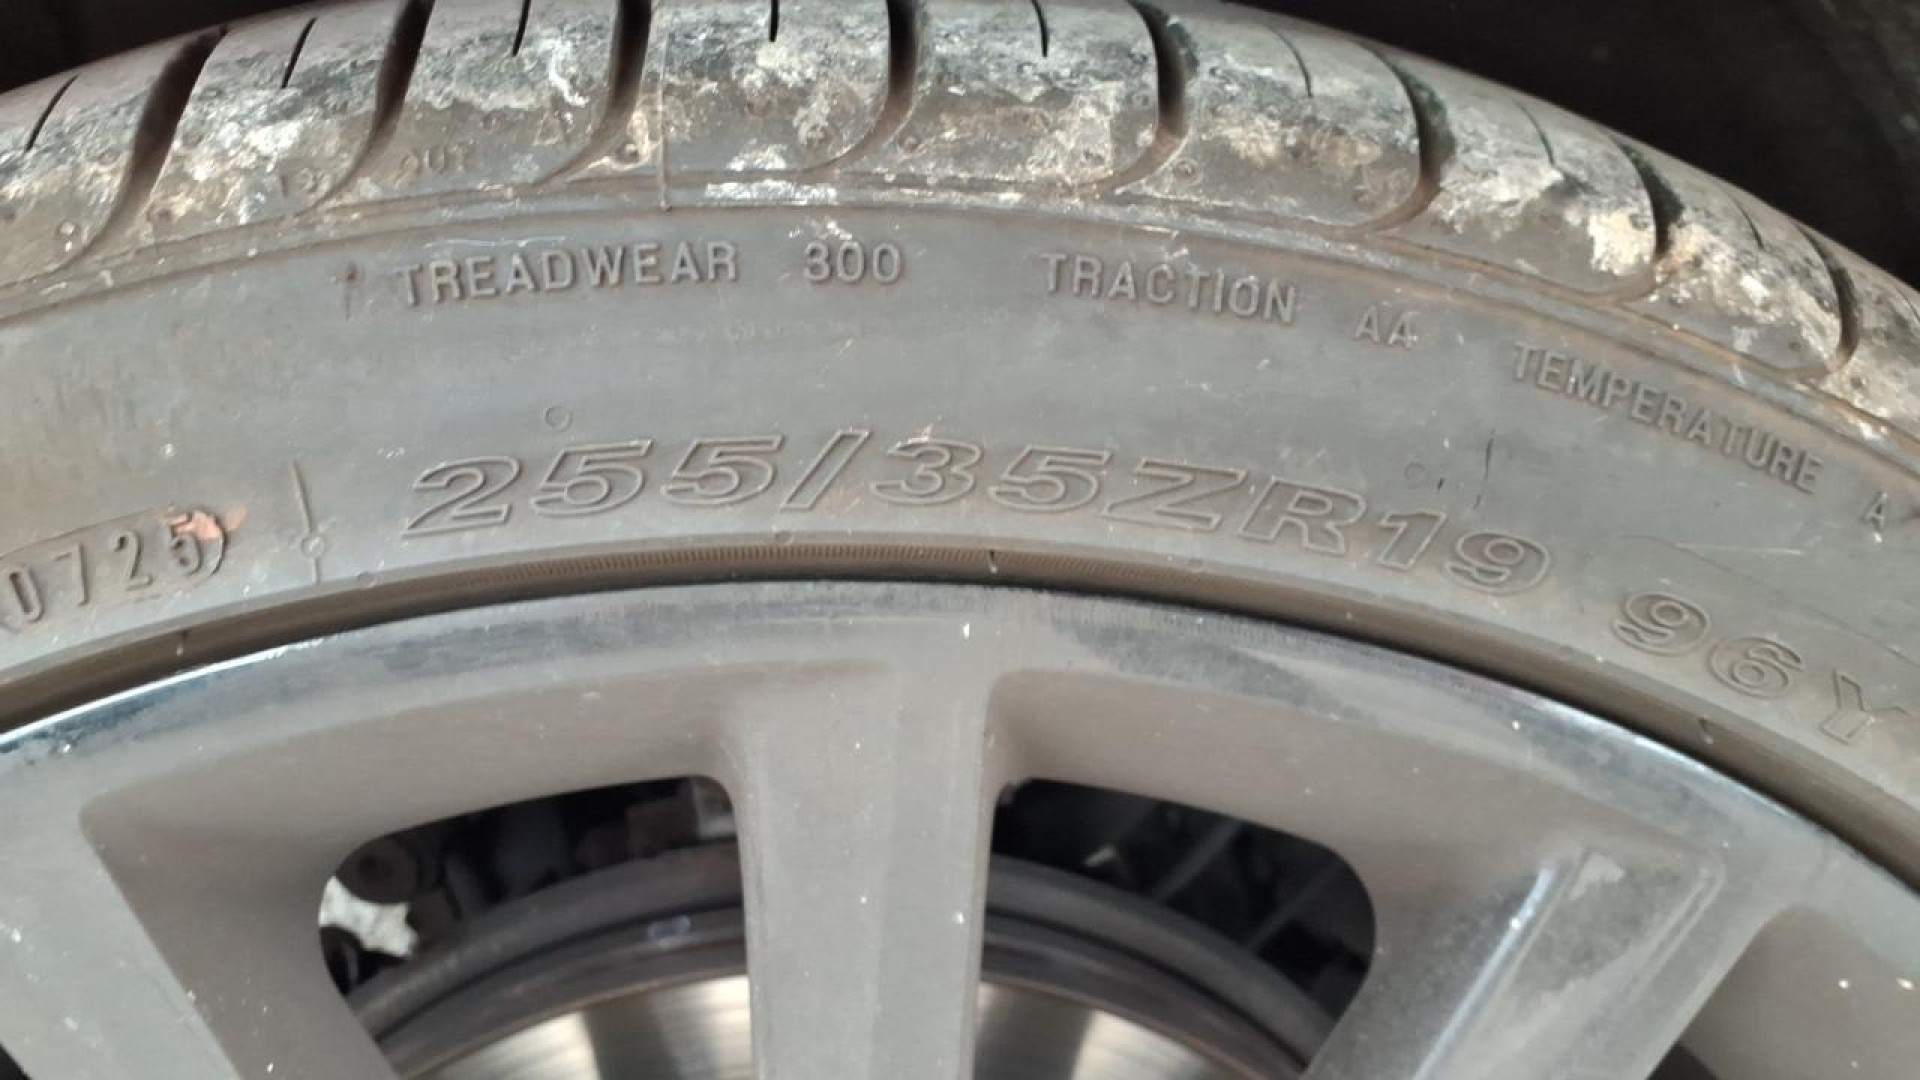 TREADWEAR 300 TRACTION AA TEMPERATURE A
255/35ZR19 96Y
0725